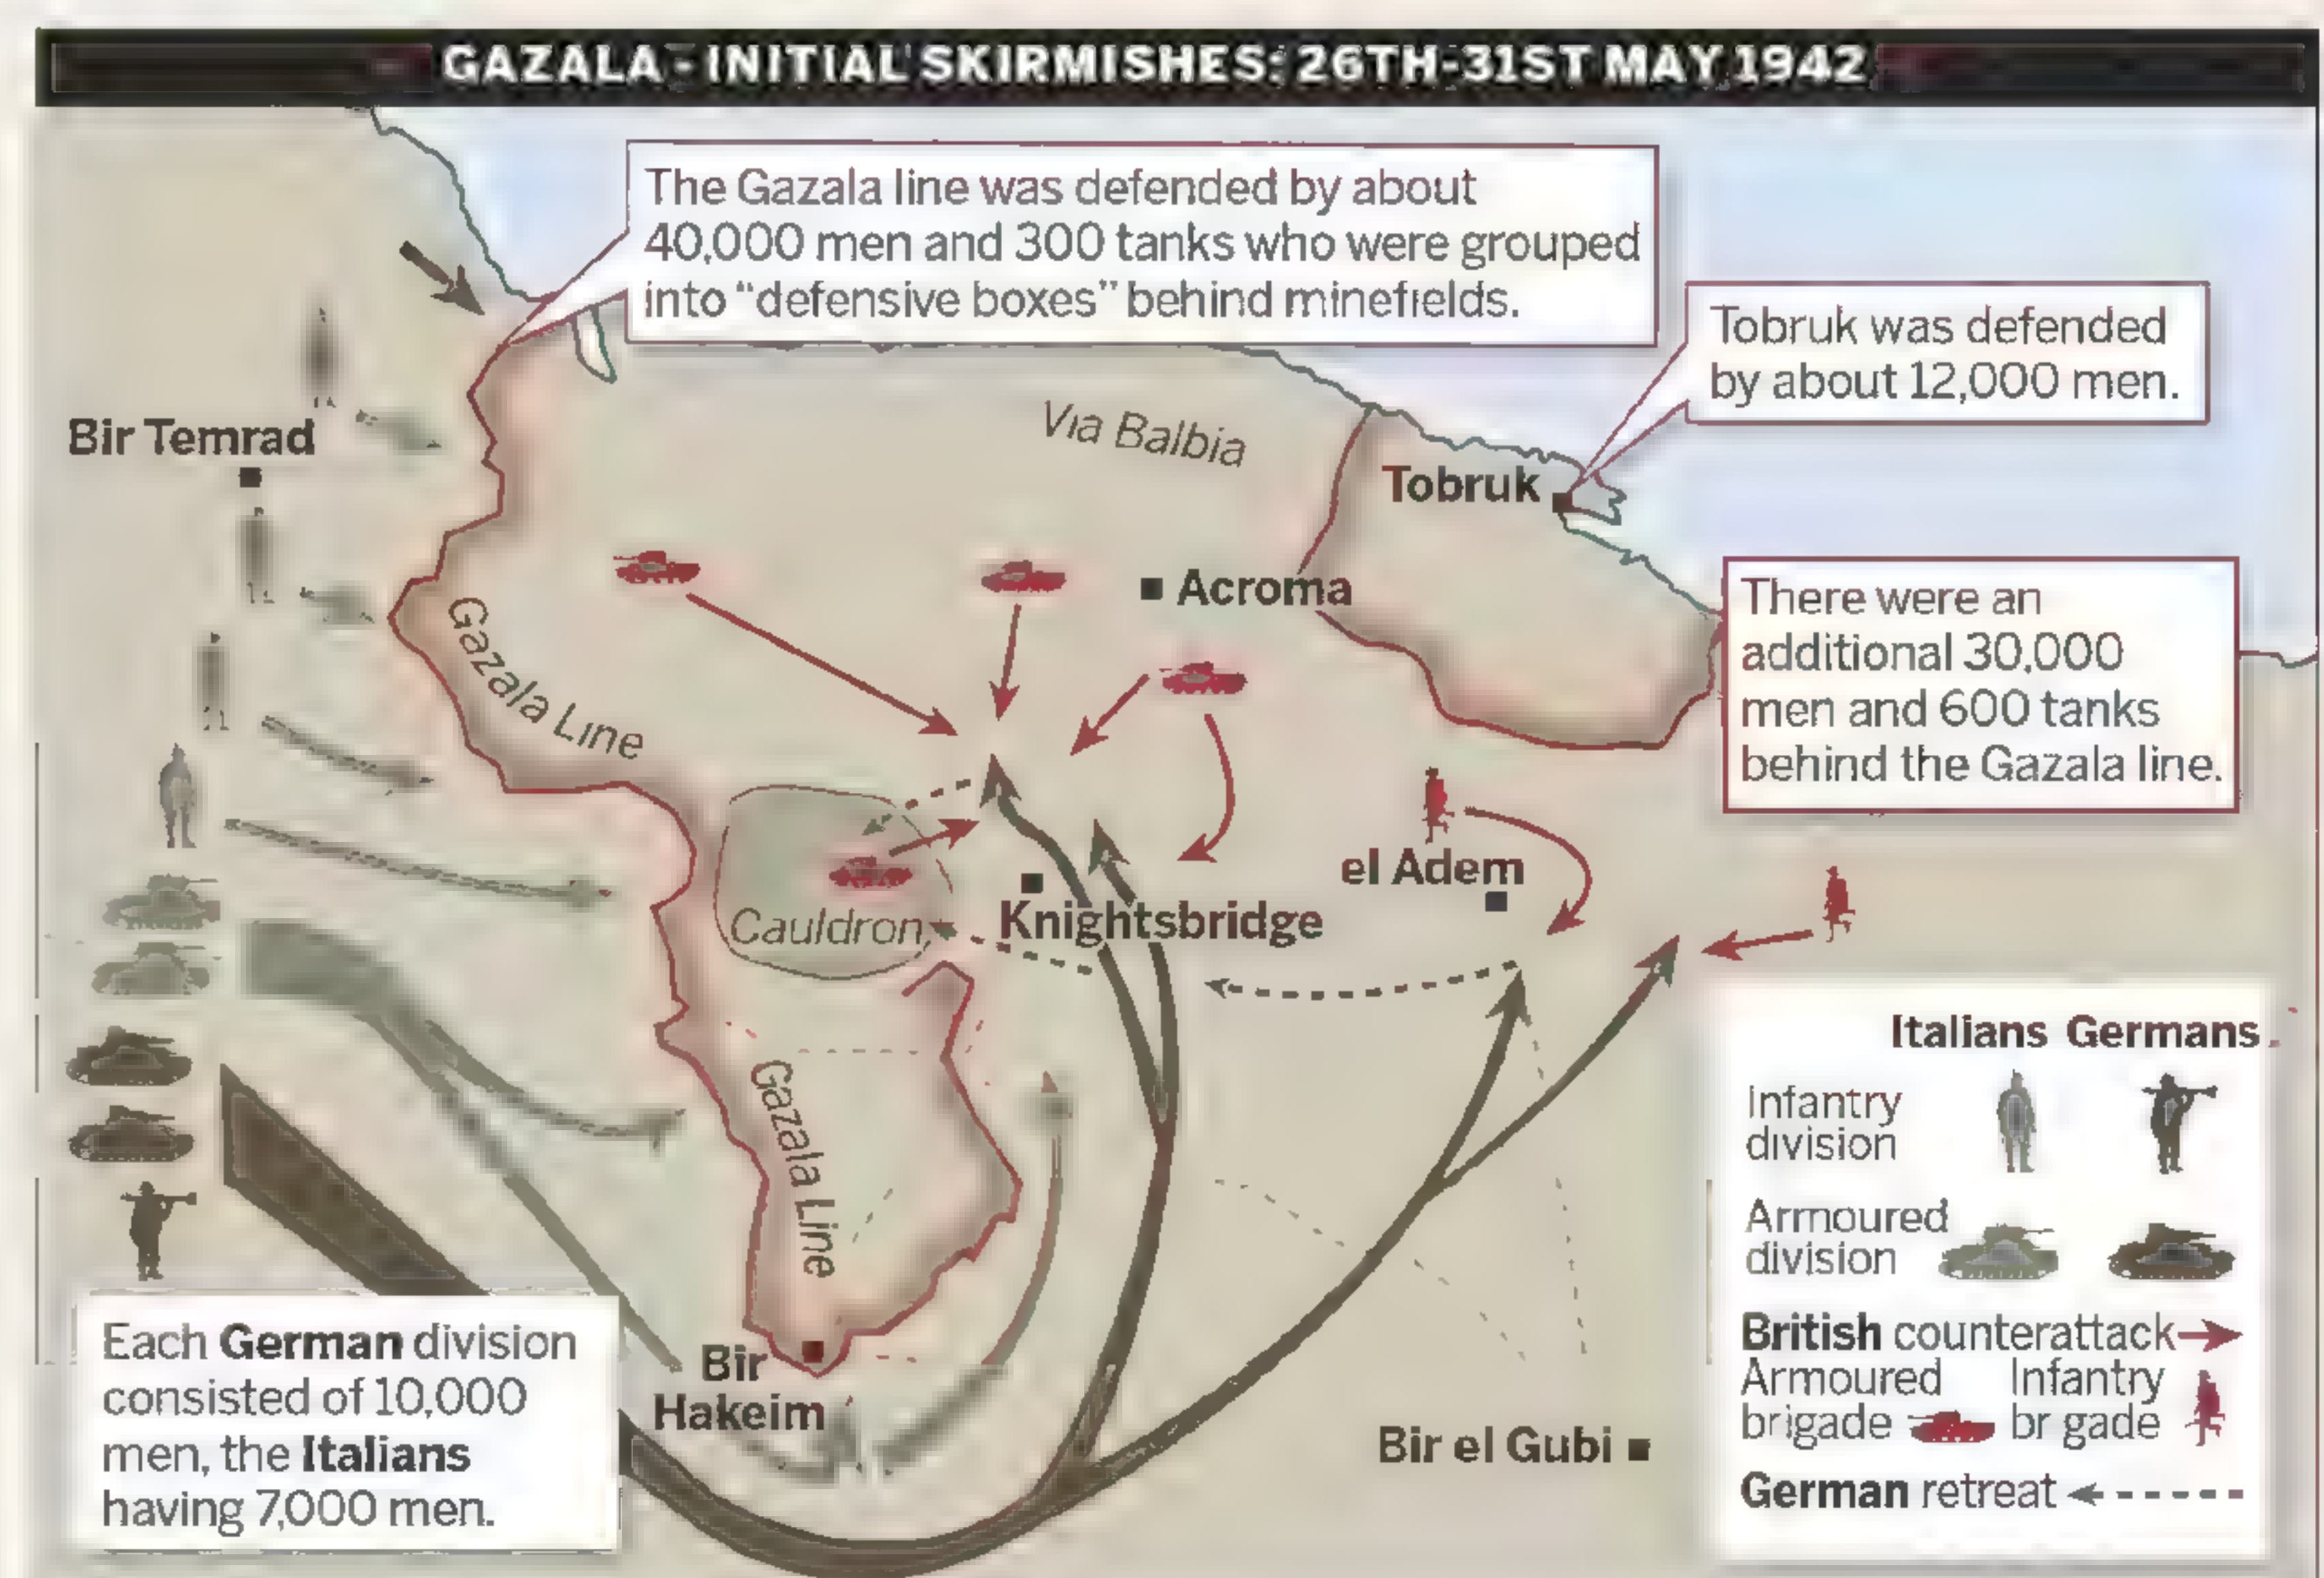 GAZALA - INITIAL SKIRMISHES: 26TH-31ST MAY 1942
The Gazala line was defended by about
40,000 men and 300 tanks who were grouped
into “defensive boxes” behind minefields.
Tobruk was defended
by about 12,000 men.
Bir Temrad
Via Balbia
Tobruk
Acroma
There were an
additional 30,000
men and 600 tanks
behind the Gazala line.
Gazala Line
el Adem
Cauldron
Knightsbridge
Gazala Line
Bir
Hakeim
Bir el Gubi
Each German division
consisted of 10,000
men, the Italians
having 7,000 men.
Italians Germans
Infantry
division
Armoured
division
British counterattack
Armoured
brigade
Infantry
br gade
German retreat